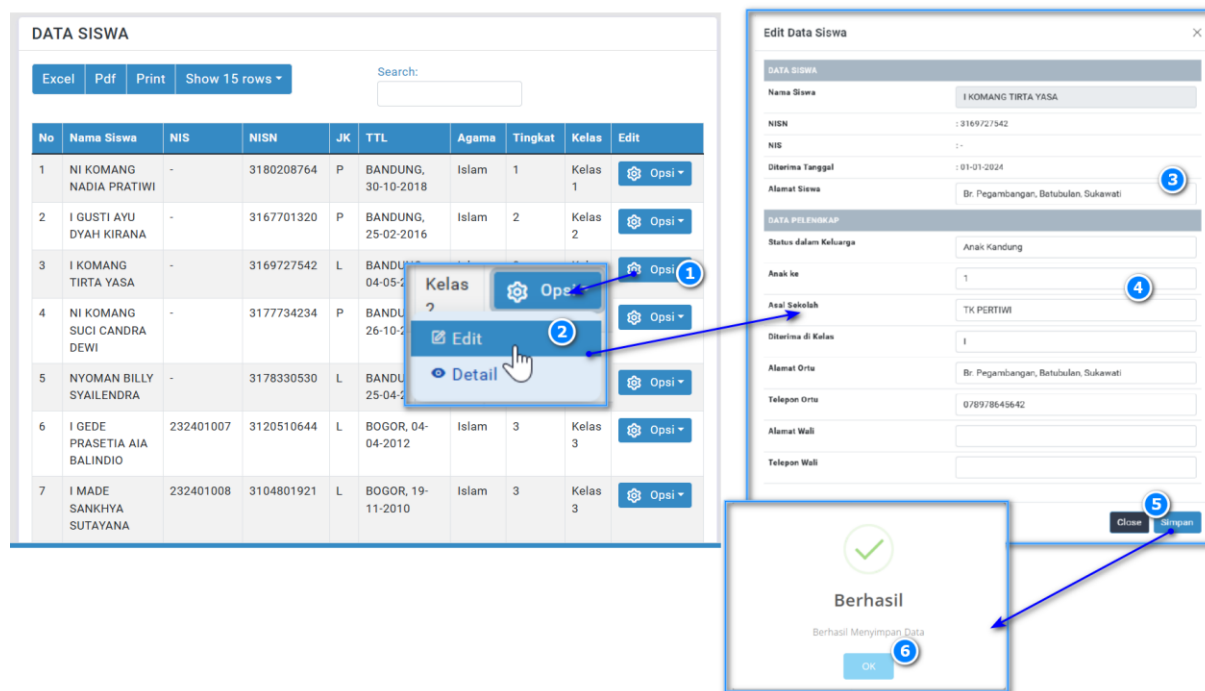 DATA SISWA
Excel Pdf Print Show 15 rows
Search:
No Nama Siswa NIS NISN JK TTL Agama Tingkat Kelas Edit
1 NI KOMANG - 3180208764 P BANDUNG, Islam 1 Kelas Opsi
NADIA PRATIWI 30-10-2018 1
2 I GUSTI AYU - 3167701320 P BANDUNG, Islam 2 Kelas Opsi
DYAH KIRANA 25-02-2016 2
3 I KOMANG - 3169727542 L Opsi 1
TIRTA YASA
4 NI KOMANG - 3177734234 P Opsi
SUCI CANDRA
DEWI
5 NYOMAN BILLY - 3178330530 L Opsi
SYAILENDRA
6 I GEDE 232401007 3120510644 L BOGOR, 04- Islam 3 Kelas Opsi
PRASETIA AIA 04-2012 3
BALINDIO
7 I MADE 232401008 3104801921 L BOGOR, 19- Islam 3 Kelas Opsi
SANKHYA 11-2010 3
SUTAYANA
Kelas Opsi
2
Edit
Detail
Edit Data Siswa ×
DATA SISWA
Nama Siswa I KOMANG TIRTA YASA
NISN : 3169727542
NIS : -
Diterima Tanggal : 01-01-2024
3
Alamat Siswa Br. Pegambangan, Batubulan, Sukawati
DATA PELENGKAP
Status dalam Keluarga Anak Kandung
Anak ke 1
4
Asal Sekolah TK PERTIWI
Diterima di Kelas I
Alamat Ortu Br. Pegambangan, Batubulan, Sukawati
Telepon Ortu 078978645642
Alamat Wali
Telepon Wali
5
Close Simpan
Berhasil
Berhasil Menyimpan Data
6
OK